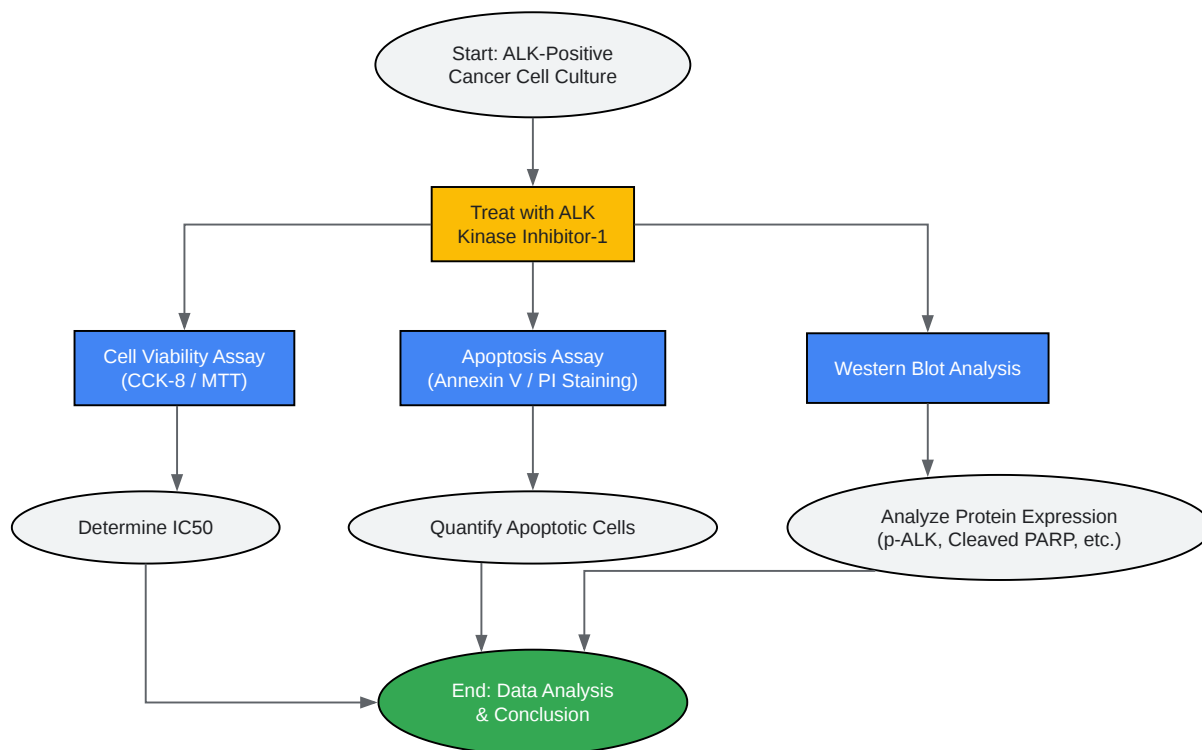 Start: ALK-Positive
Cancer Cell Culture
Treat with ALK
Kinase Inhibitor-1
Cell Viability Assay
(CCK-8 / MTT)
Apoptosis Assay
(Annexin V / PI Staining)
Western Blot Analysis
Determine IC50
Quantify Apoptotic Cells
Analyze Protein Expression
(p-ALK, Cleaved PARP, etc.)
End: Data Analysis
& Conclusion